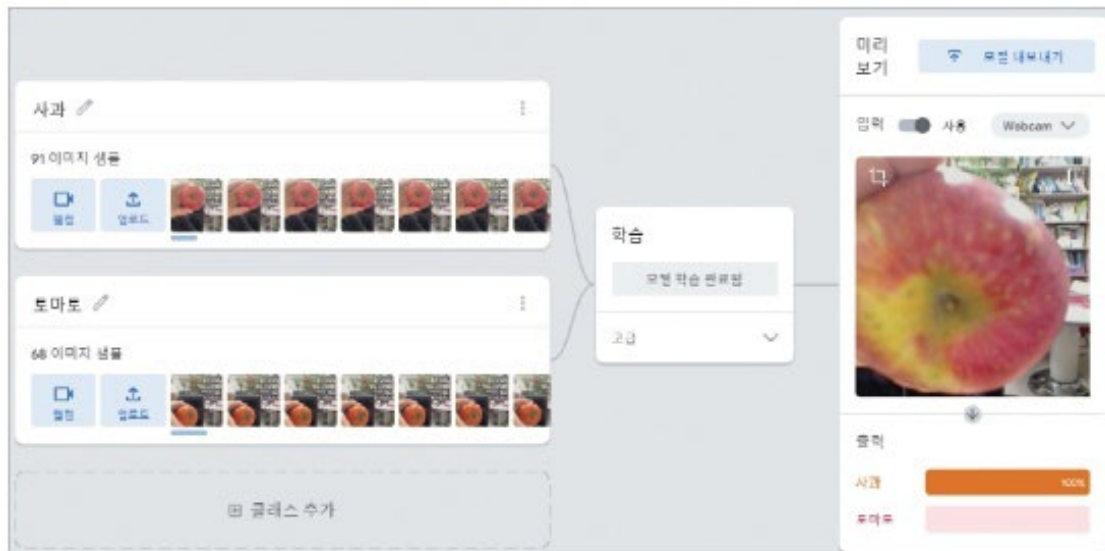 사과
91 이미지 샘플
웹캠
업로드
토마토
68 이미지 샘플
웹캠
업로드
클래스 추가
학습
모델 학습 완료됨
고급
미리
보기
모델 내보내기
입력
사용
Webcam
출력
사과
100%
토마토